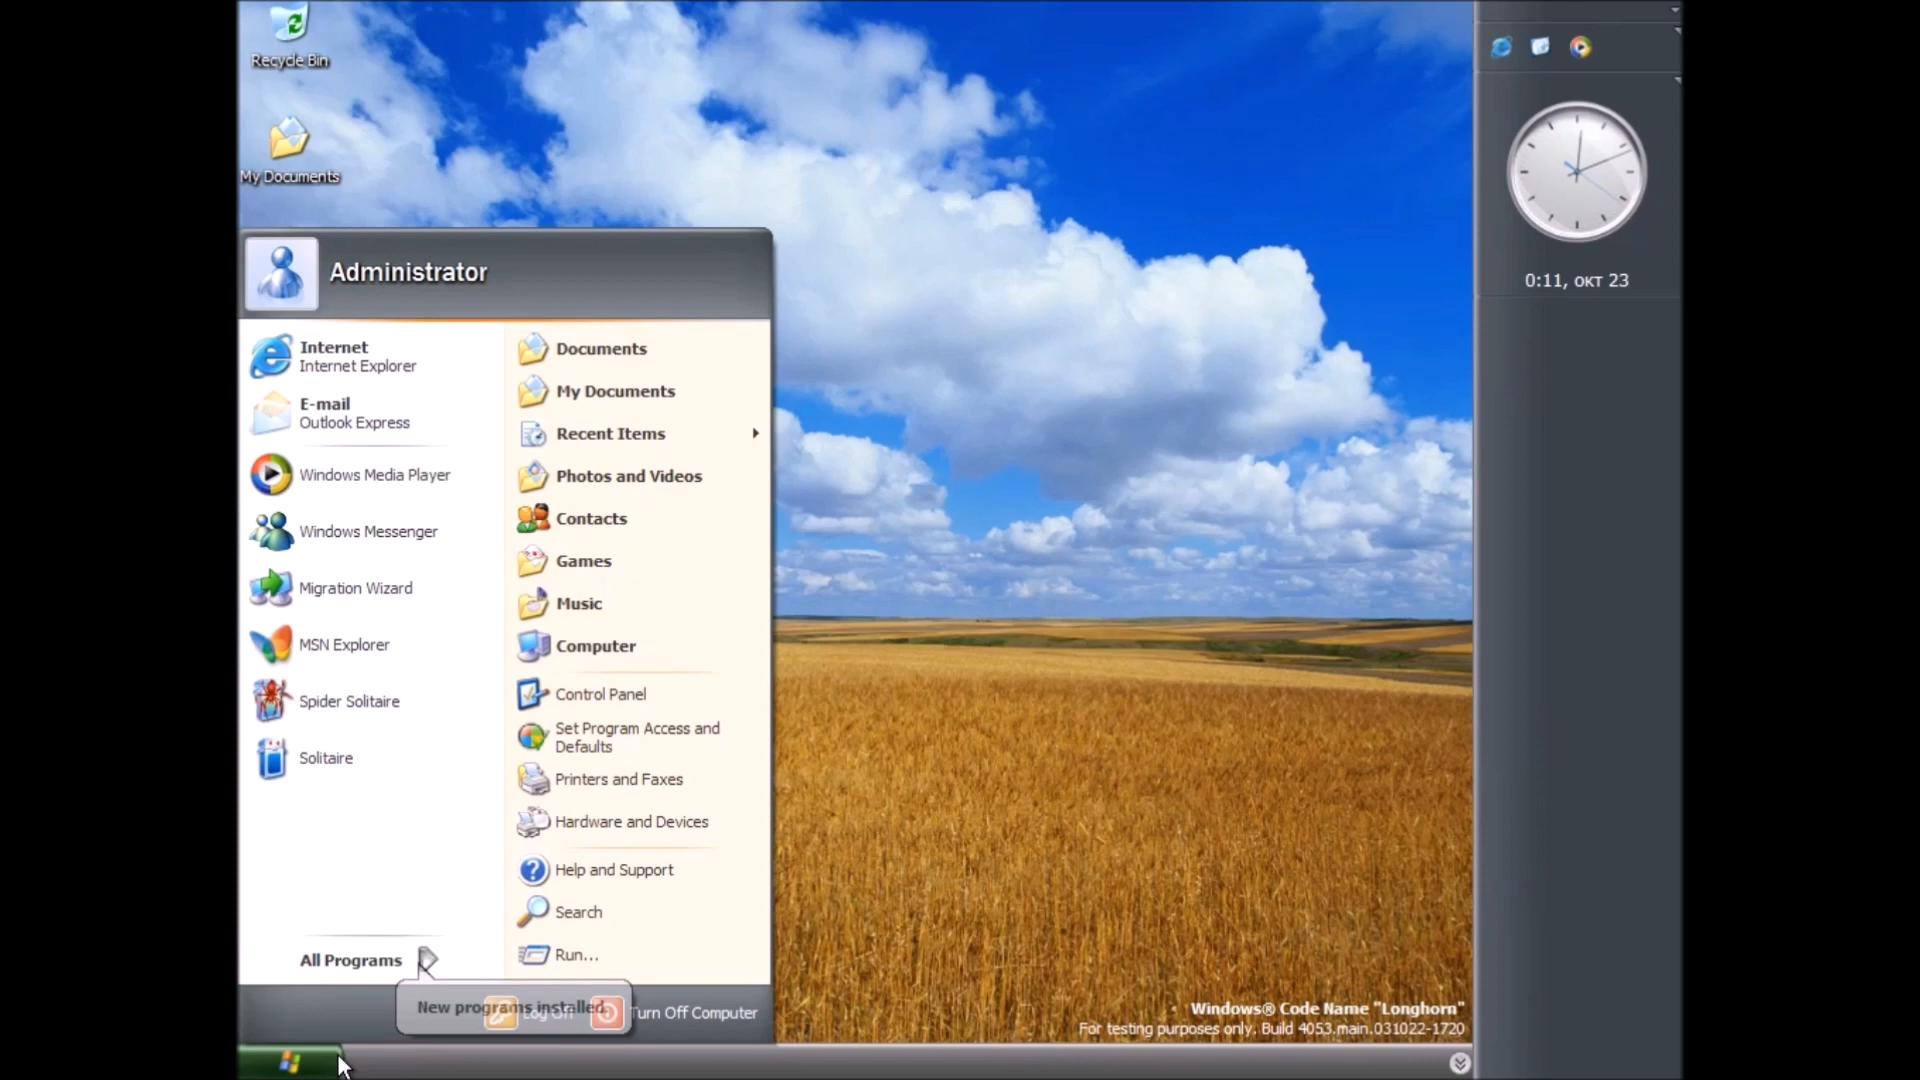 Recycle Bin
My Documents
0:11, окт 23
Administrator
Internet
Internet Explorer
E-mail
Outlook Express
Windows Media Player
Windows Messenger
Migration Wizard
MSN Explorer
Spider Solitaire
Solitaire
All Programs
Documents
My Documents
Recent Items
Photos and Videos
Contacts
Games
Music
Computer
Control Panel
Set Program Access and
Defaults
Printers and Faxes
Hardware and Devices
Help and Support
Search
Run...
New programs installed.
Log Off
Turn Off Computer
Windows® Code Name "Longhorn"
For testing purposes only. Build 4053.main.031022-1720